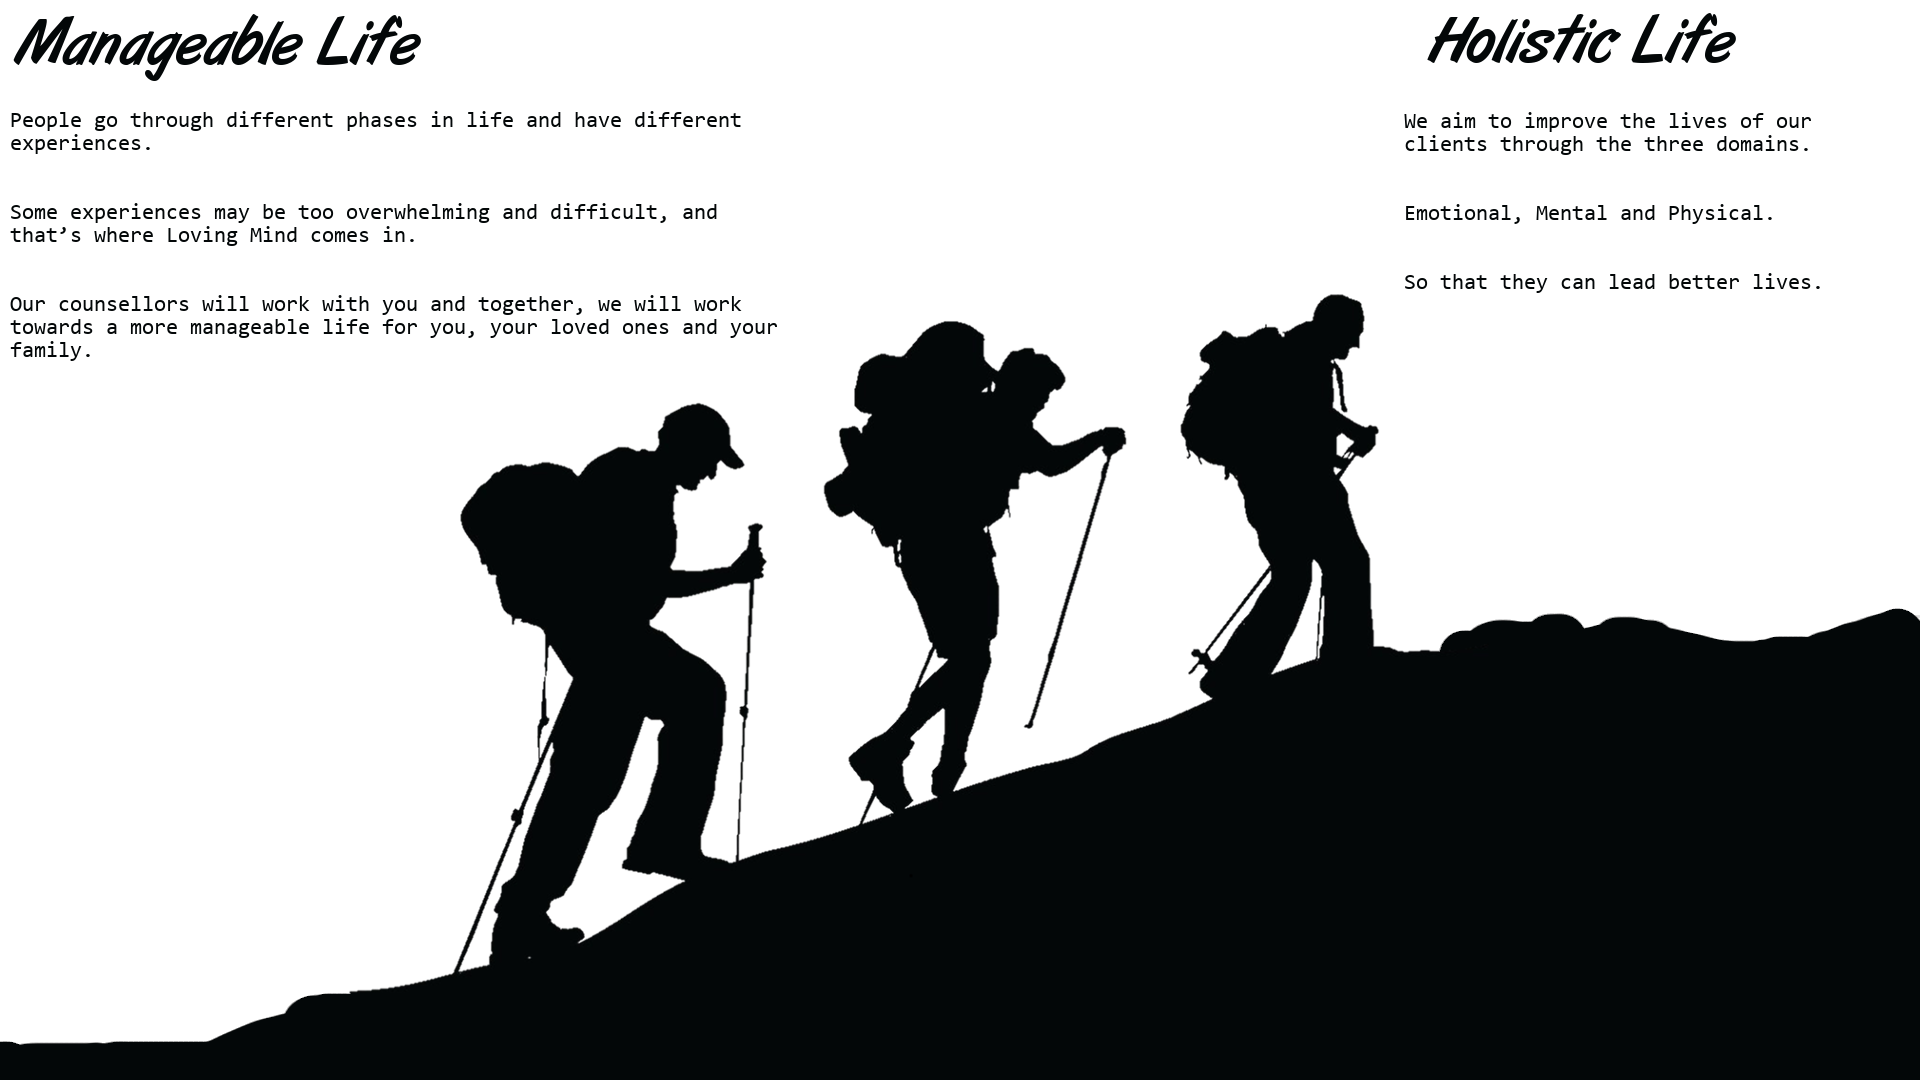 Manageable Life
People go through different phases in life and have different
experiences.
Some experiences may be too overwhelming and difficult, and
that’s where Loving Mind comes in.
Our counsellors will work with you and together, we will work
towards a more manageable life for you, your loved ones and your
family.
Holistic Life
We aim to improve the lives of our
clients through the three domains.
Emotional, Mental and Physical.
So that they can lead better lives.